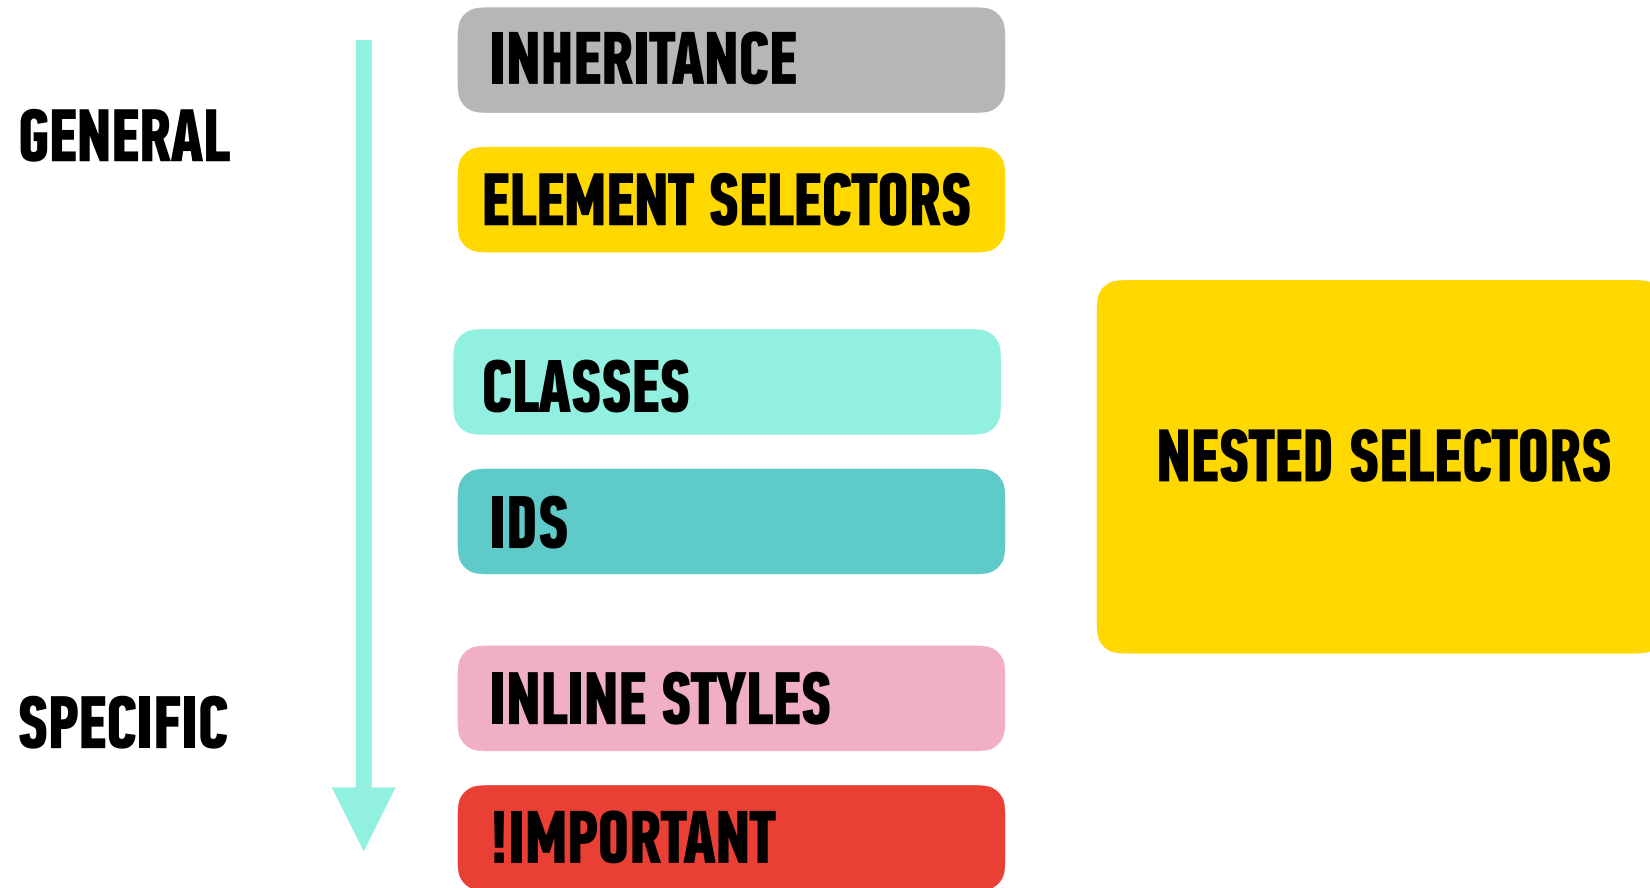 INHERITANCE
GENERAL
ELEMENT SELECTORS
CLASSES
NESTED SELECTORS
IDS
INLINE STYLES
SPECIFIC
!IMPORTANT